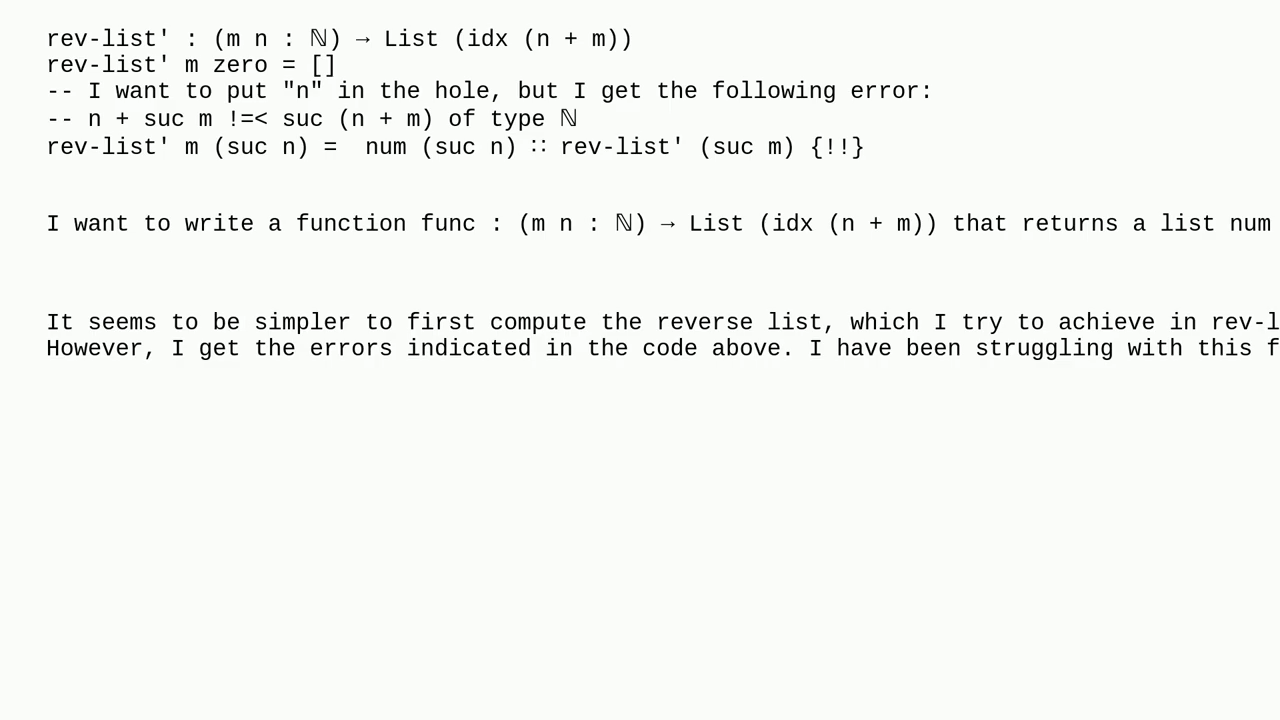 rev-list' : (m n : ℕ) → List (idx (n + m))
rev-list' m zero = []
-- I want to put "n" in the hole, but I get the following error:
-- n + suc m !=< suc (n + m) of type ℕ
rev-list' m (suc n) =  num (suc n) ∷ rev-list' (suc m) {!!}
I want to write a function func : (m n : ℕ) → List (idx (n + m)) that returns a list num
It seems to be simpler to first compute the reverse list, which I try to achieve in rev-l
However, I get the errors indicated in the code above. I have been struggling with this f